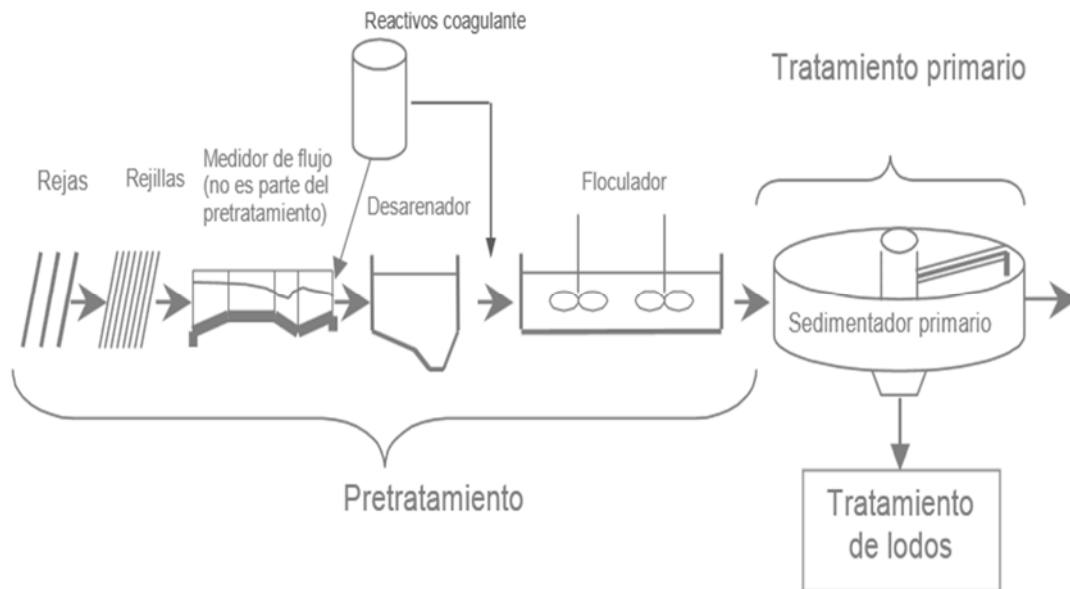 Reactivos coagulante
Tratamiento primario
Rejas
Rejillas
Medidor de flujo
(no es parte del
pretratamiento)
Desarenador
Floculador
Sedimentador primario
Pretratamiento
Tratamiento
de lodos